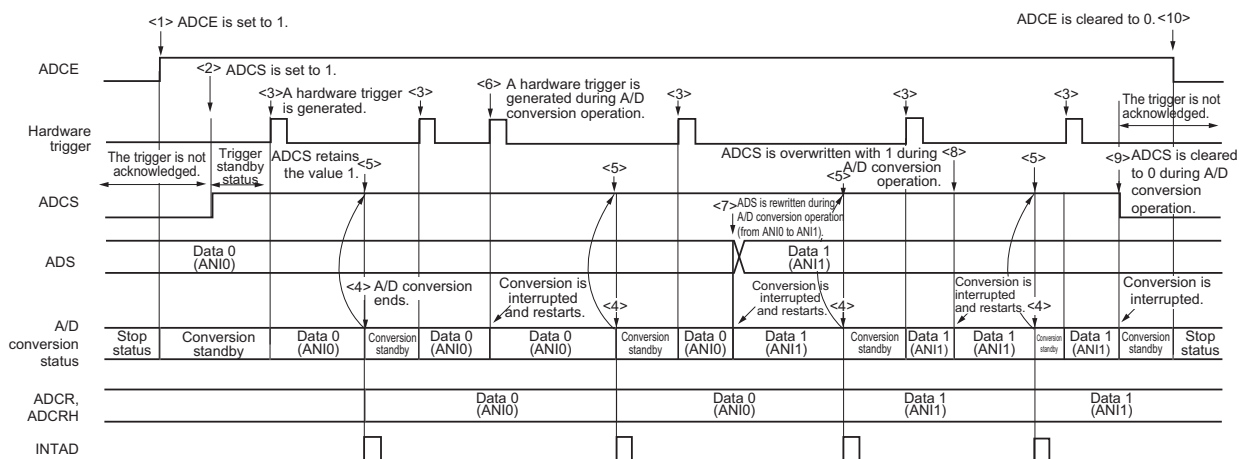 <1> ADCE is set to 1.
ADCE is cleared to 0. <10>
ADCE
<2> ADCS is set to 1.
<3> A hardware trigger
is generated.
<3>
<6> A hardware trigger is
generated during A/D
conversion operation.
<3>
<3>
<3>
The trigger is not
acknowledged.
Hardware
trigger
The trigger is not
acknowledged.
Trigger
standby
status
ADCS retains
the value 1.
<5>
<5>
ADCS is overwritten with 1 during
A/D conversion
operation.
<5>
<8>
<5>
<9> ADCS is cleared
to 0 during A/D
conversion
operation.
ADCS
<7> ADS is rewritten during
A/D conversion operation
(from ANI0 to ANI1).
ADS
Data 0
(ANI0)
Data 1
(ANI1)
<4> A/D conversion
ends.
Conversion is
interrupted
and restarts.
<4>
Conversion is
interrupted
and restarts.
<4>
Conversion is
interrupted
and restarts.
<4>
Conversion is
interrupted.
A/D
conversion
status
Stop
status
Conversion
standby
Data 0
(ANI0)
Conversion
standby
Data 0
(ANI0)
Data 0
(ANI0)
Conversion
standby
Data 0
(ANI0)
Data 1
(ANI1)
Conversion
standby
Data 1
(ANI1)
Data 1
(ANI1)
Conversion
standby
Data 1
(ANI1)
Conversion
standby
Stop
status
ADCR,
ADCRH
Data 0
(ANI0)
Data 0
(ANI0)
Data 1
(ANI1)
Data 1
(ANI1)
INTAD